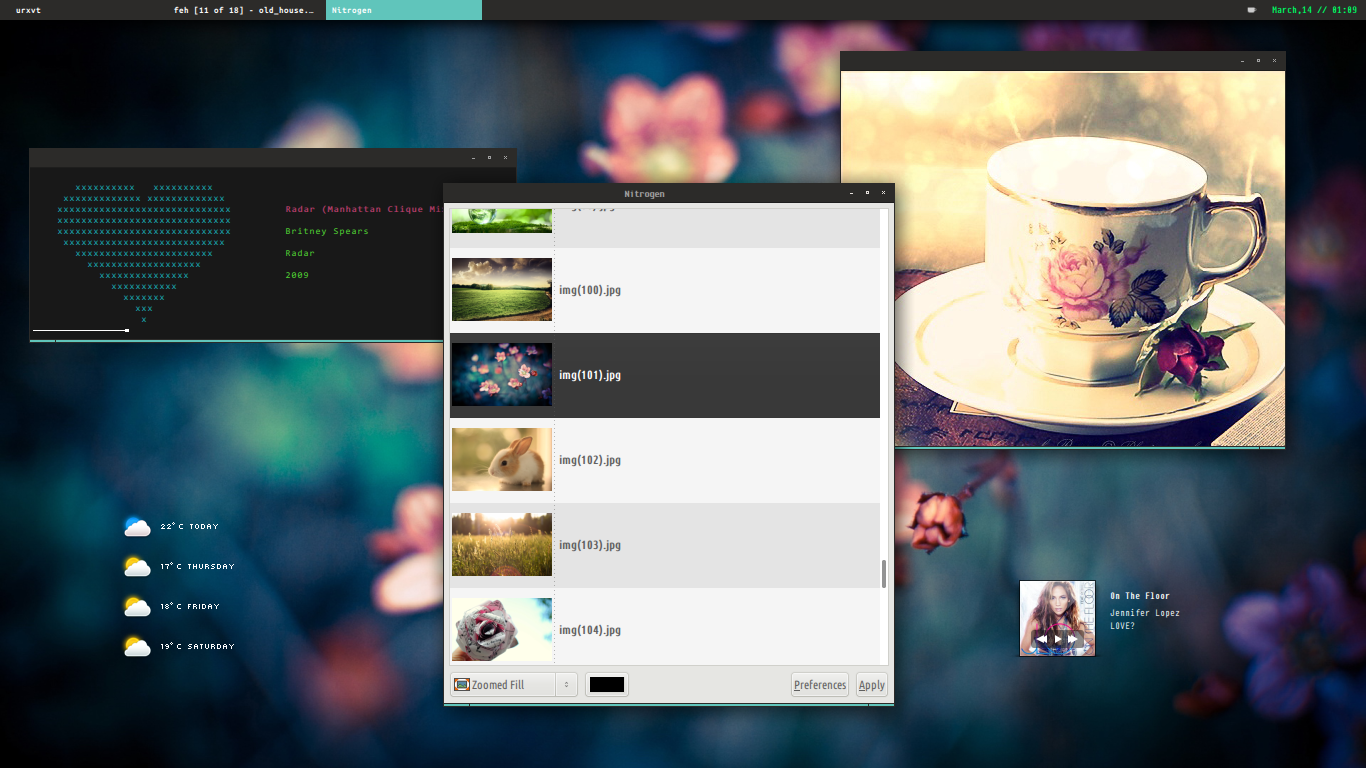 urxvt
feh [11 of 18] - old_house...
Nitrogen
March,14 // 01:09
xxxxxxxxxx xxxxxxxxxx
xxxxxxxxxxxxx xxxxxxxxxxxxx
xxxxxxxxxxxxxxxxxxxxxxxxxxxxx
xxxxxxxxxxxxxxxxxxxxxxxxxxxxx
xxxxxxxxxxxxxxxxxxxxxxxxxxxxx
xxxxxxxxxxxxxxxxxxxxxxxxxxx
xxxxxxxxxxxxxxxxxxxxxxx
xxxxxxxxxxxxxxxxxxx
xxxxxxxxxxxxxxx
xxxxxxxxxxx
xxxxxxx
xxx
x
Radar (Manhattan Clique Mi
Britney Spears
Radar
2009
Nitrogen
img(100).jpg
img(101).jpg
img(102).jpg
img(103).jpg
img(104).jpg
Zoomed Fill
Preferences
Apply
22°C TODAY
17°C THURSDAY
18°C FRIDAY
19°C SATURDAY
On The Floor
Jennifer Lopez
LOVE?